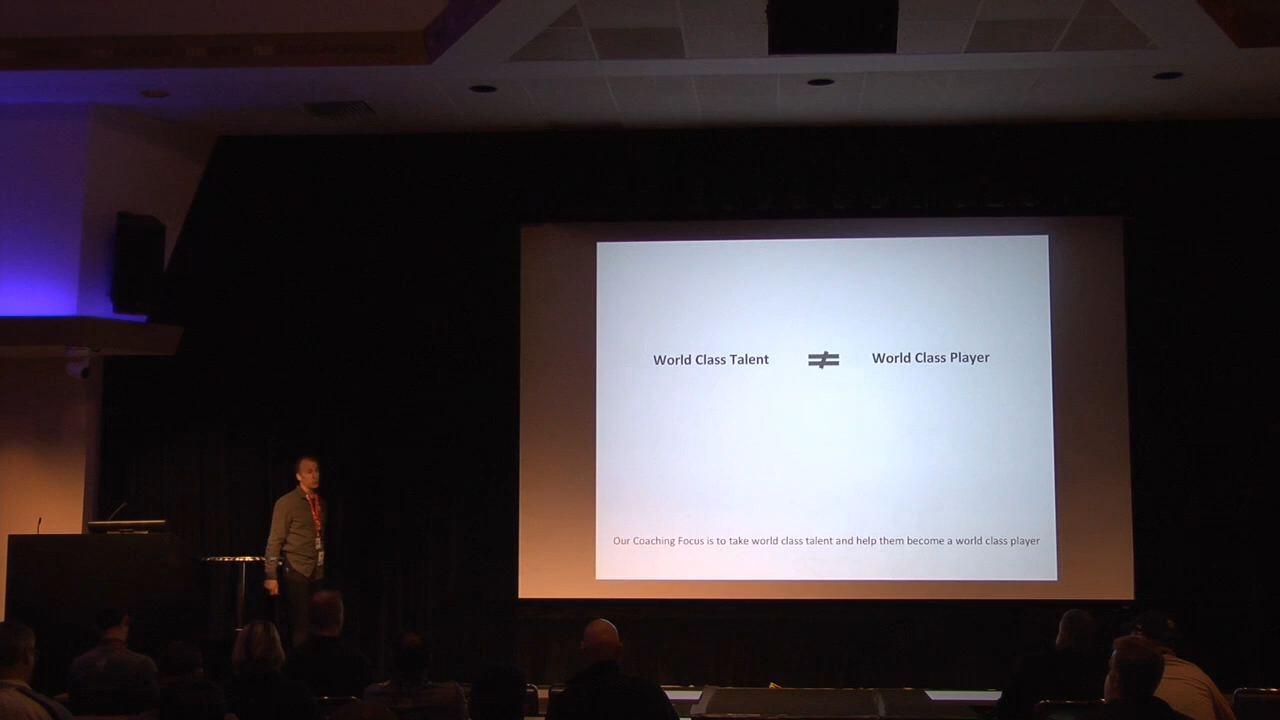 World Class Talent ≠ World Class Player
Our Coaching Focus is to take world class talent and help them become a world class player